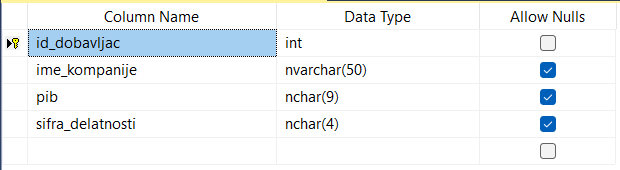 Column Name Data Type Allow Nulls
id_dobavljac int
ime_kompanije nvarchar(50)
pib nchar(9)
sifra_delatnosti nchar(4)